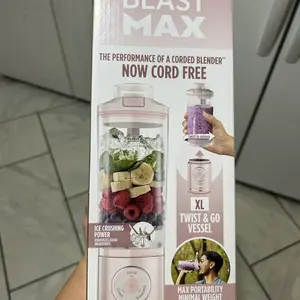 BLAST
MAX
THE PERFORMANCE OF A CORDED BLENDER
NOW CORD FREE
ICE CRUSHING
POWER
XL
TWIST & GO
VESSEL
MAX PORTABILITY
MINIMAL WEIGHT